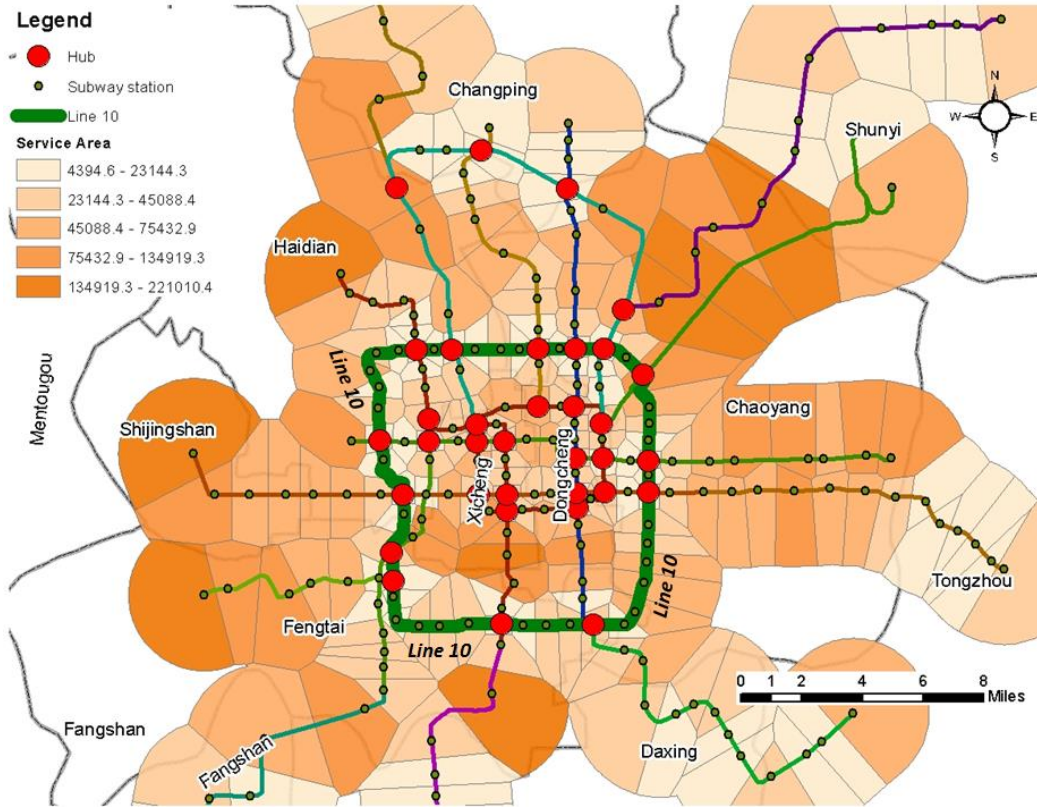 Legend
Hub
Subway station
Line 10
Service Area
4394.6 - 23144.3
23144.3 - 45088.4
45088.4 - 75432.9
75432.9 - 134919.3
134919.3 - 221010.4
Changping
N
W E
S
Shunyi
Haidian
Line 10
Mentougou
Chaoyang
Shijingshan
Xicheng
Dongcheng
Tongzhou
Line 10
Fengtai
Line 10
0 1 2 4 6 8
Miles
Fangshan
Fangshan
Daxing